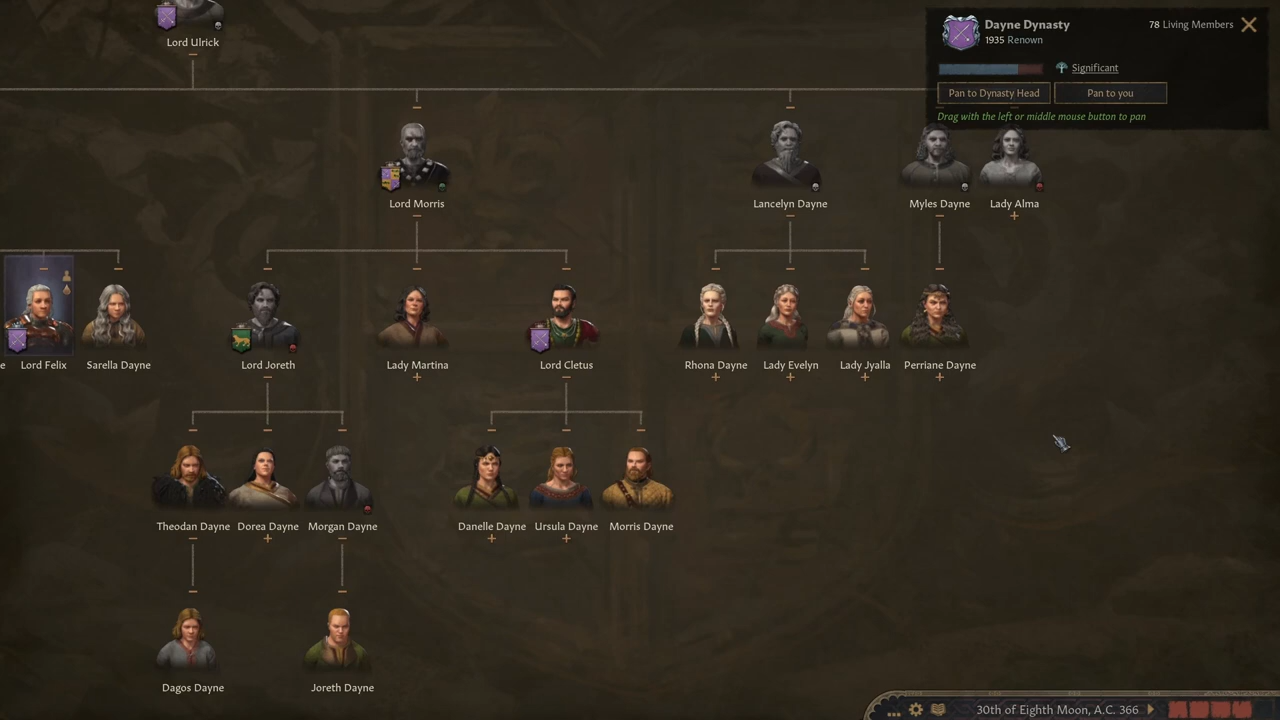 Dayne Dynasty
78 Living Members
1935 Renown
Significant
Pan to Dynasty Head
Pan to you
Drag with the left or middle mouse button to pan
Lord Ulrick
Lord Morris
Lancelyn Dayne
Myles Dayne
Lady Alma
e
Lord Felix
Sarella Dayne
Lord Joreth
Lady Martina
Lord Cletus
Rhona Dayne
Lady Evelyn
Lady Jyalla
Perriane Dayne
Theodan Dayne
Dorea Dayne
Morgan Dayne
Danelle Dayne
Ursula Dayne
Morris Dayne
Dagos Dayne
Joreth Dayne
30th of Eighth Moon, A.C. 366